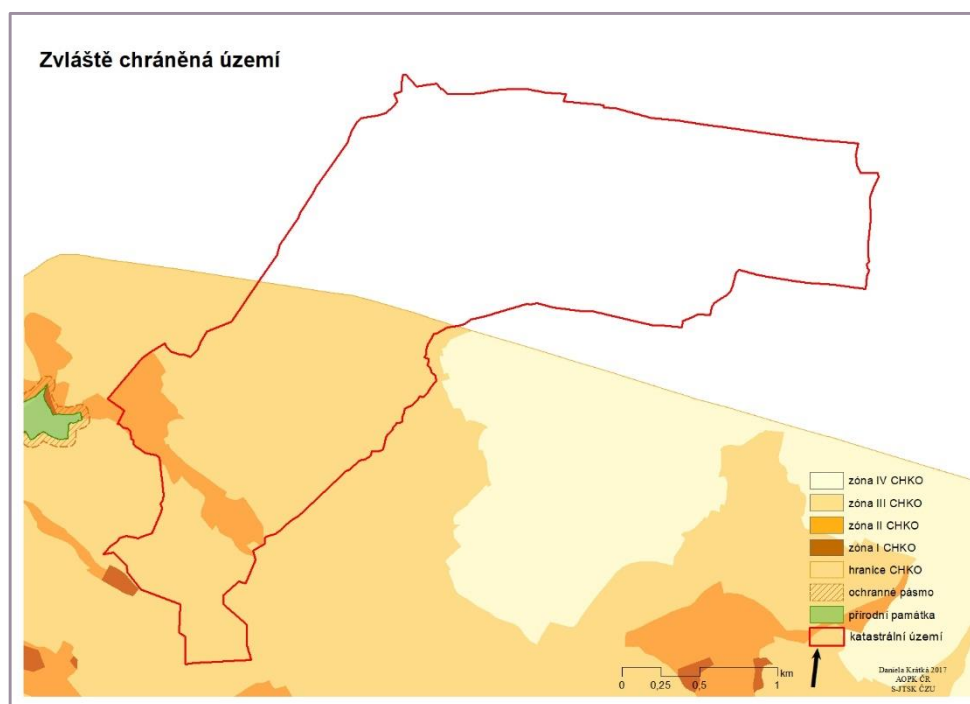 Zvláště chráněná území
zóna IV CHKO
zóna III CHKO
zóna II CHKO
zóna I CHKO
hranice CHKO
ochranné pásmo
přírodní památka
katastrální území
km
0 0,25 0,5 1
Daniela Krátká 2017
AOPK ČR
S-JTSK ČZU